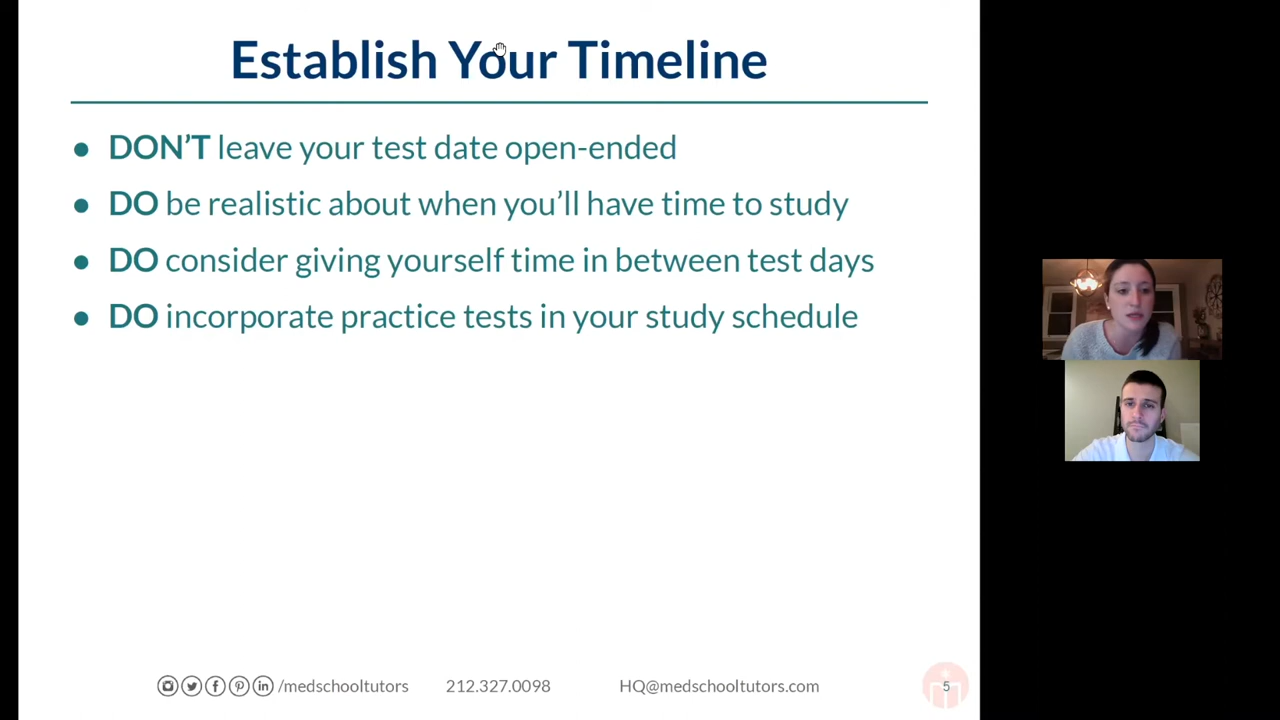 Establish Your Timeline
● DON'T leave your test date open-ended
● DO be realistic about when you'll have time to study
● DO consider giving yourself time in between test days
● DO incorporate practice tests in your study schedule
/medschooltutors 212.327.0098 HQ@medschooltutors.com 5